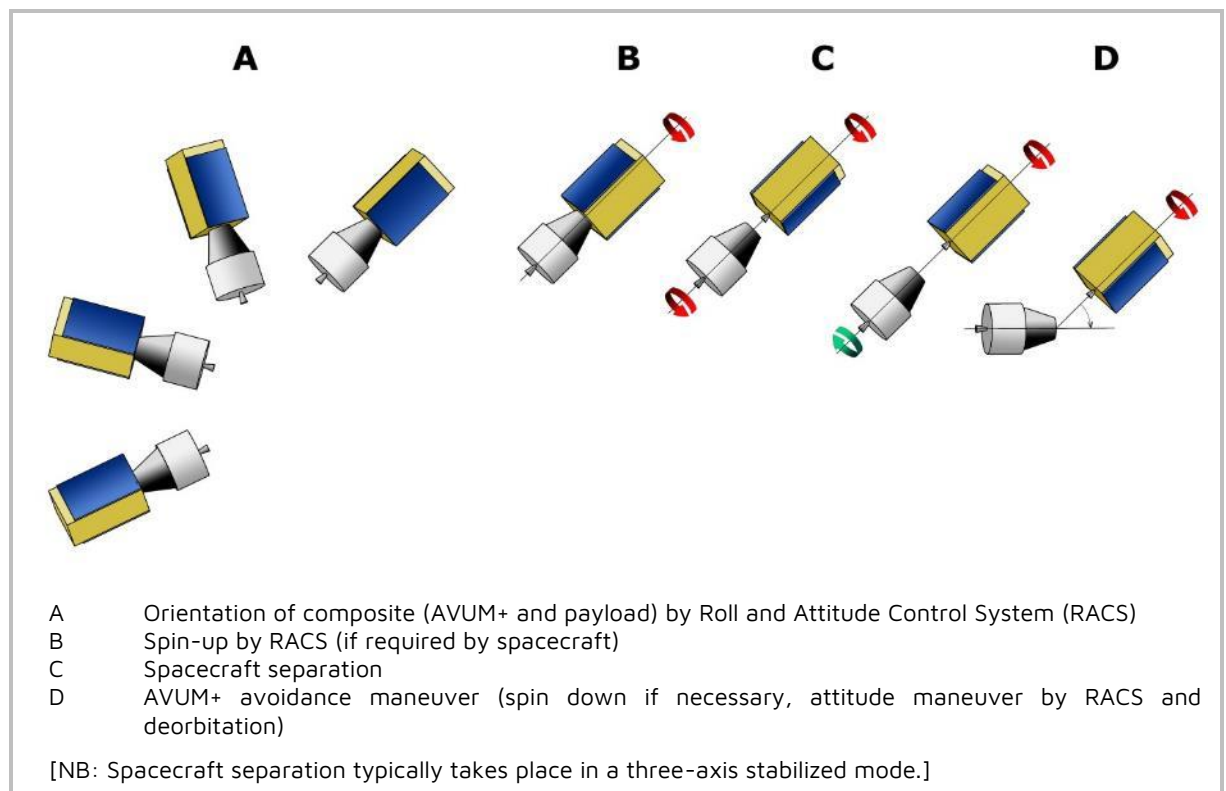 A B C D
A Orientation of composite (AVUM+ and payload) by Roll and Attitude Control System (RACS)
B Spin-up by RACS (if required by spacecraft)
C Spacecraft separation
D AVUM+ avoidance maneuver (spin down if necessary, attitude maneuver by RACS and
deorbitation)
[NB: Spacecraft separation typically takes place in a three-axis stabilized mode.]